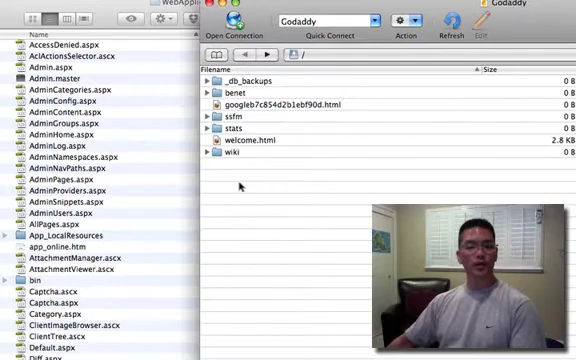 WebApplic
Name
AccessDenied.aspx
AclActionsSelector.ascx
Admin.aspx
Admin.master
AdminCategories.aspx
AdminConfig.aspx
AdminContent.aspx
AdminGroups.aspx
AdminHome.aspx
AdminLog.aspx
AdminNamespaces.aspx
AdminNavPaths.aspx
AdminPages.aspx
AdminProviders.aspx
AdminSnippets.aspx
AdminUsers.aspx
AllPages.aspx
App_LocalResources
app_online.htm
AttachmentManager.ascx
AttachmentViewer.ascx
bin
Captcha.ascx
Captcha.aspx
Category.aspx
ClientImageBrowser.ascx
ClientTree.ascx
Default.aspx
Diff.aspx
Godaddy
Open Connection
Godaddy
Quick Connect
Action
Refresh
Edit
/
Filename
Size
_db_backups
0 B
benet
0 B
googleb7c854d2b1ebf90d.html
0 B
ssfm
0 B
stats
0 B
welcome.html
2.8 KB
wiki
0 B